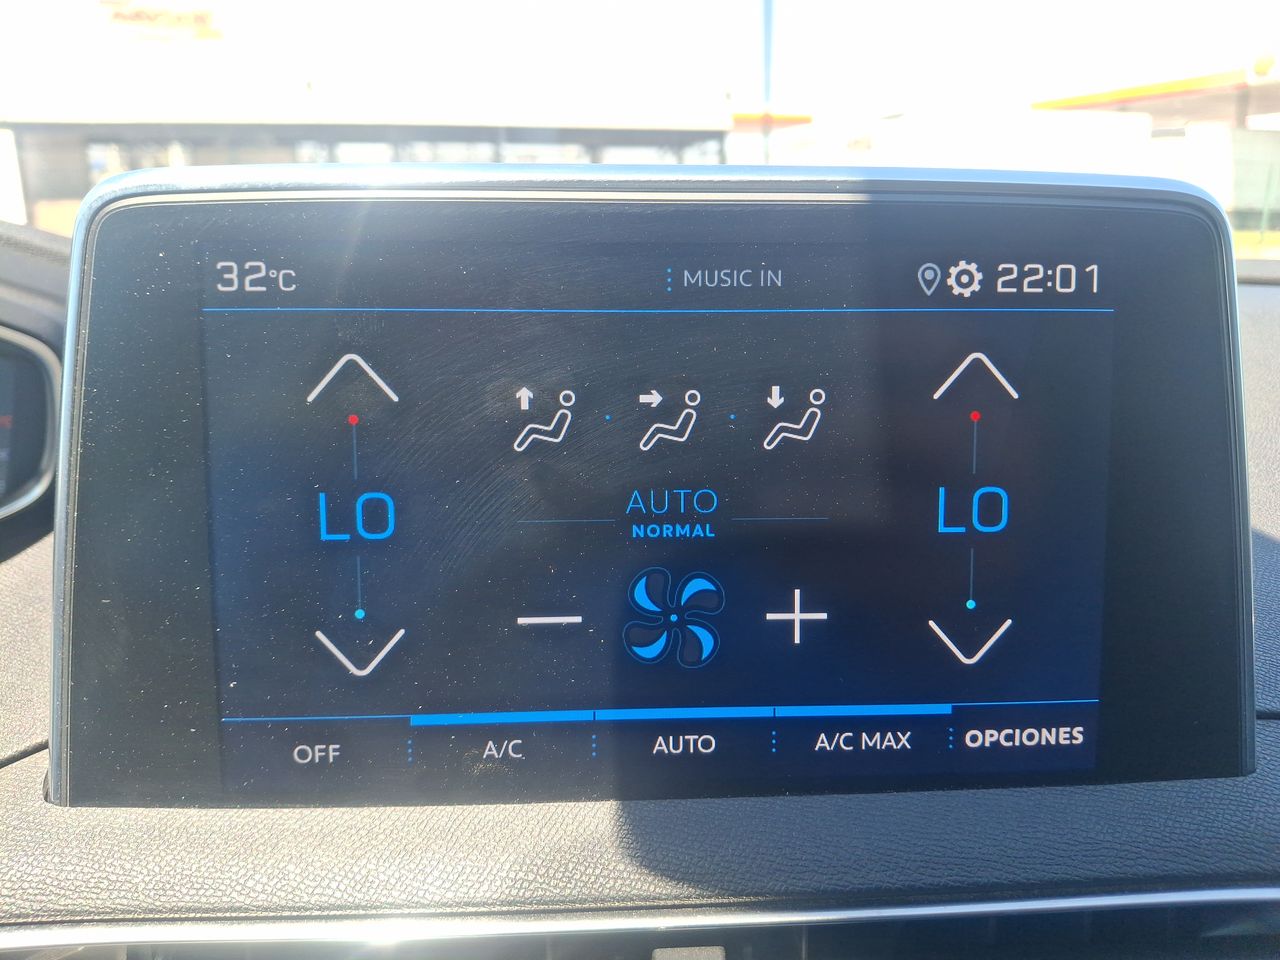 32°C
MUSIC IN
22:01
LO
AUTO
NORMAL
LO
OFF
A/C
AUTO
A/C MAX
OPCIONES